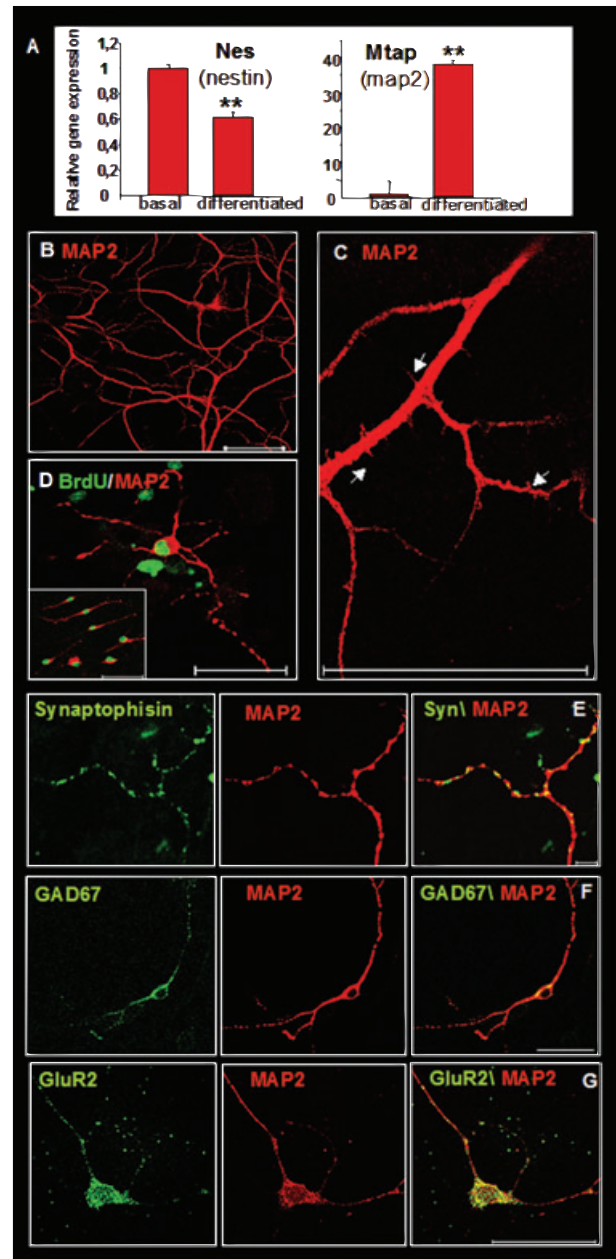 A
Relative gene expression
1,2
1
0,8
0,6
0,4
0,2
0
Nes
(nestin)
**
basal
differentiated
40
30
20
10
0
Mtap
(map2)
**
basal
differentiated
B MAP2
C MAP2
D BrdU/MAP2
Synaptophisin
MAP2
Syn\ MAP2
E
GAD67
MAP2
GAD67\ MAP2
F
GluR2
MAP2
GluR2\ MAP2
G